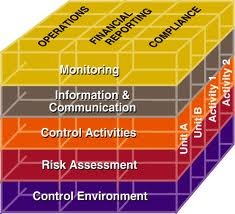 OPERATIONS
FINANCIAL
REPORTING
COMPLIANCE
Monitoring
Information &
Communication
Control Activities
Risk Assessment
Control Environment
Unit A
Unit B
Activity 1
Activity 2